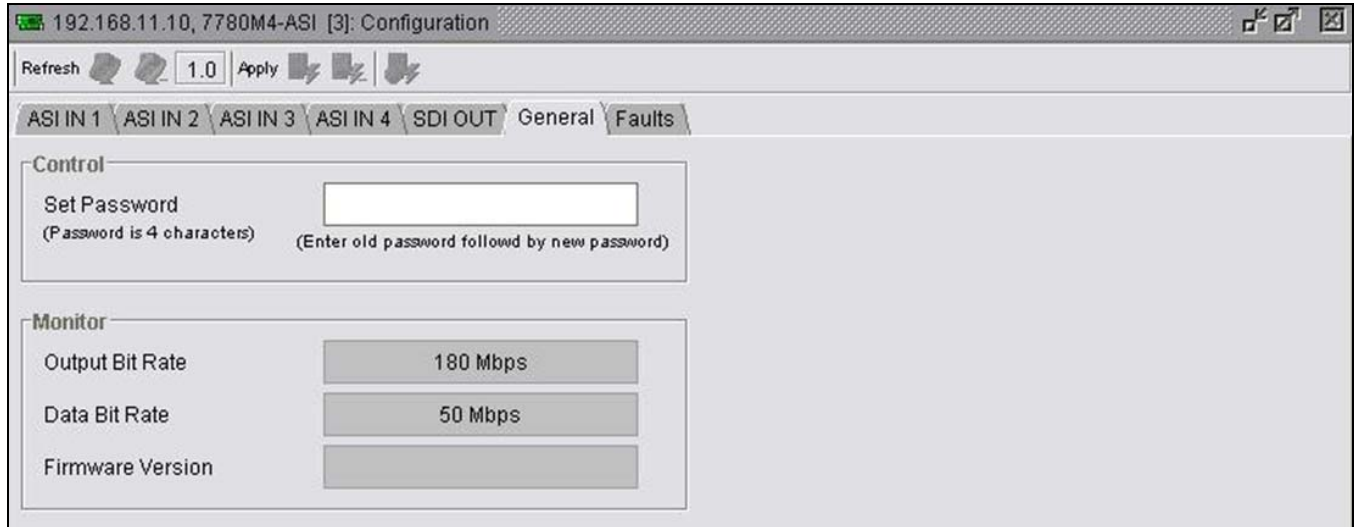 192.168.11.10, 7780M4-ASI [3]: Configuration
Refresh 1.0 Apply
ASI IN 1 ASI IN 2 ASI IN 3 ASI IN 4 SDI OUT General Faults
Control
Set Password
(Password is 4 characters)
(Enter old password followd by new password)
Monitor
Output Bit Rate 180 Mbps
Data Bit Rate 50 Mbps
Firmware Version